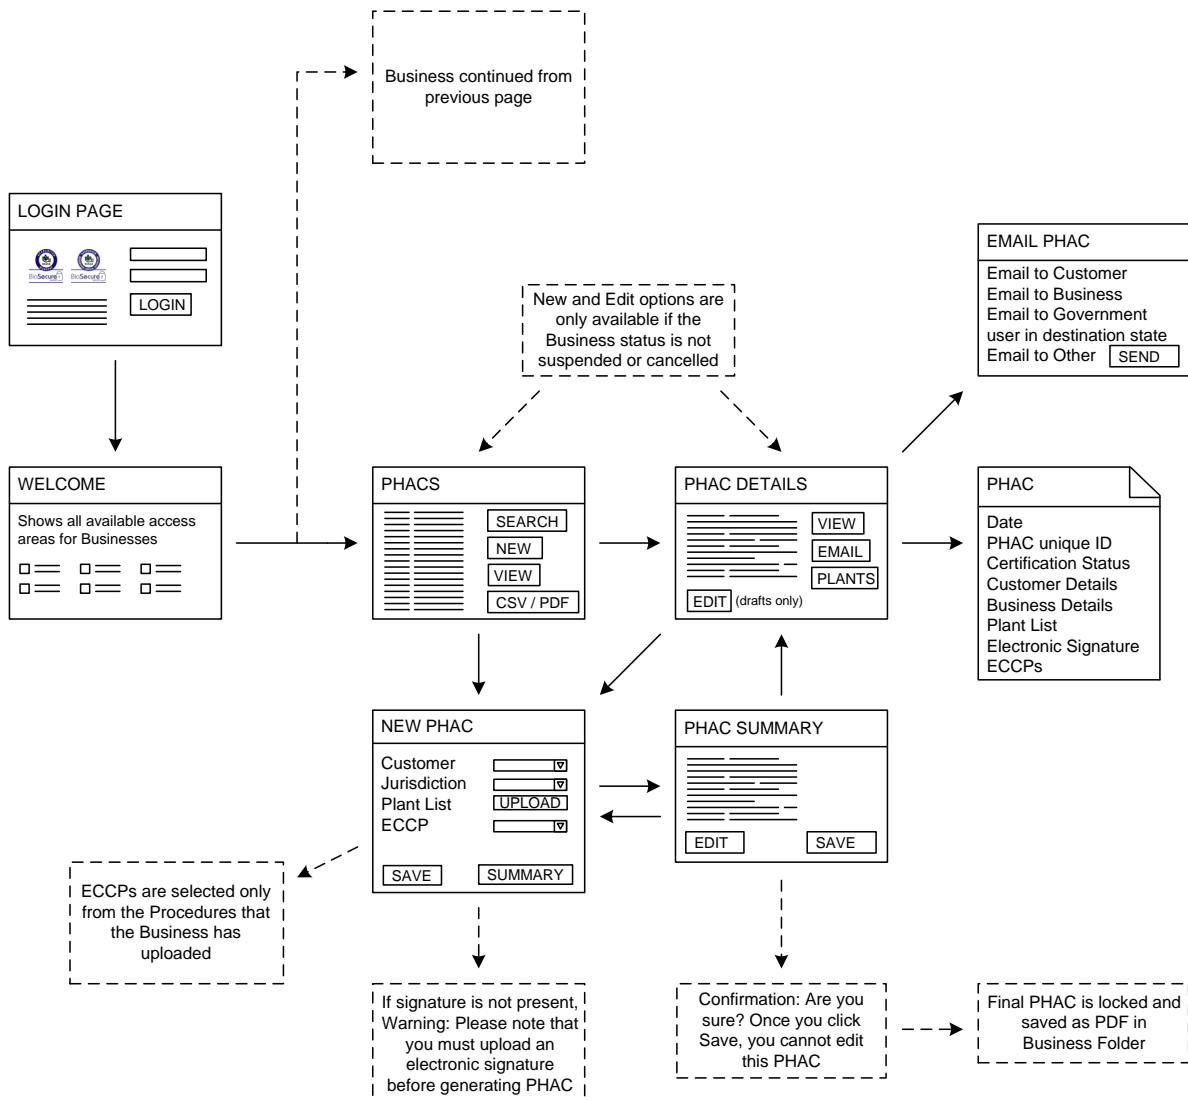 Business continued from
previous page
LOGIN PAGE
BioSecure
BioSecure
LOGIN
EMAIL PHAC
Email to Customer
Email to Business
Email to Government
user in destination state
Email to Other
SEND
New and Edit options are
only available if the
Business status is not
suspended or cancelled
WELCOME
Shows all available access
areas for Businesses
PHACS
SEARCH
NEW
VIEW
CSV / PDF
PHAC DETAILS
VIEW
EMAIL
PLANTS
EDIT (drafts only)
PHAC
Date
PHAC unique ID
Certification Status
Customer Details
Business Details
Plant List
Electronic Signature
ECCPs
NEW PHAC
Customer
Jurisdiction
Plant List UPLOAD
ECCP
SAVE SUMMARY
PHAC SUMMARY
EDIT SAVE
ECCPs are selected only
from the Procedures that
the Business has
uploaded
If signature is not present,
Warning: Please note that
you must upload an
electronic signature
before generating PHAC
Confirmation: Are you
sure? Once you click
Save, you cannot edit
this PHAC
Final PHAC is locked and
saved as PDF in
Business Folder